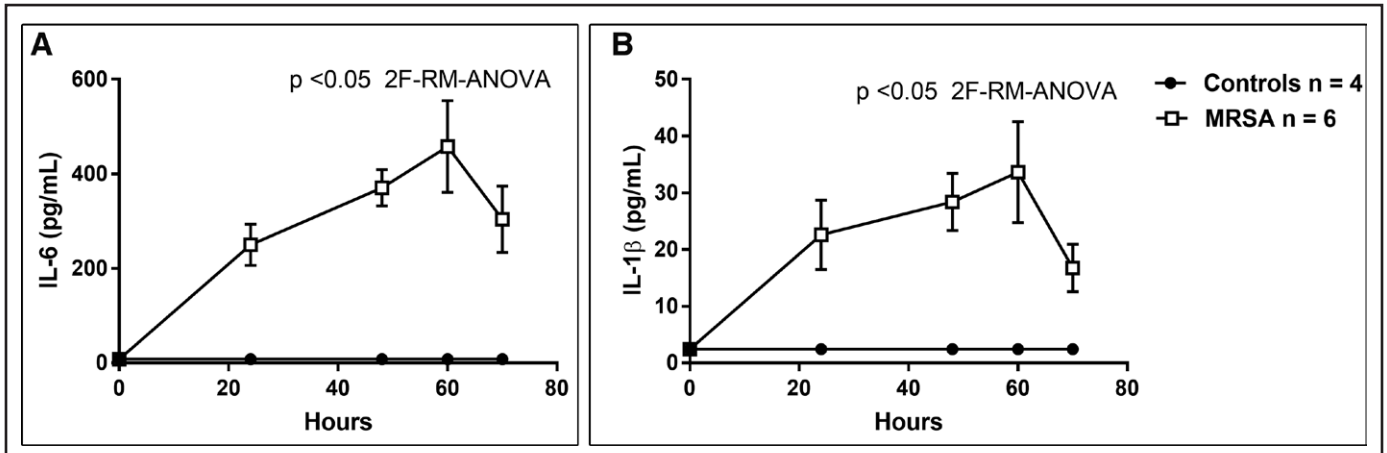 A
p <0.05 2F-RM-ANOVA
IL-6 (pg/mL)
600
400
200
0
0 20 40 60 80
Hours
B
p <0.05 2F-RM-ANOVA
IL-1β (pg/mL)
50
40
30
20
10
0
0 20 40 60 80
Hours
Controls n = 4
MRSA n = 6